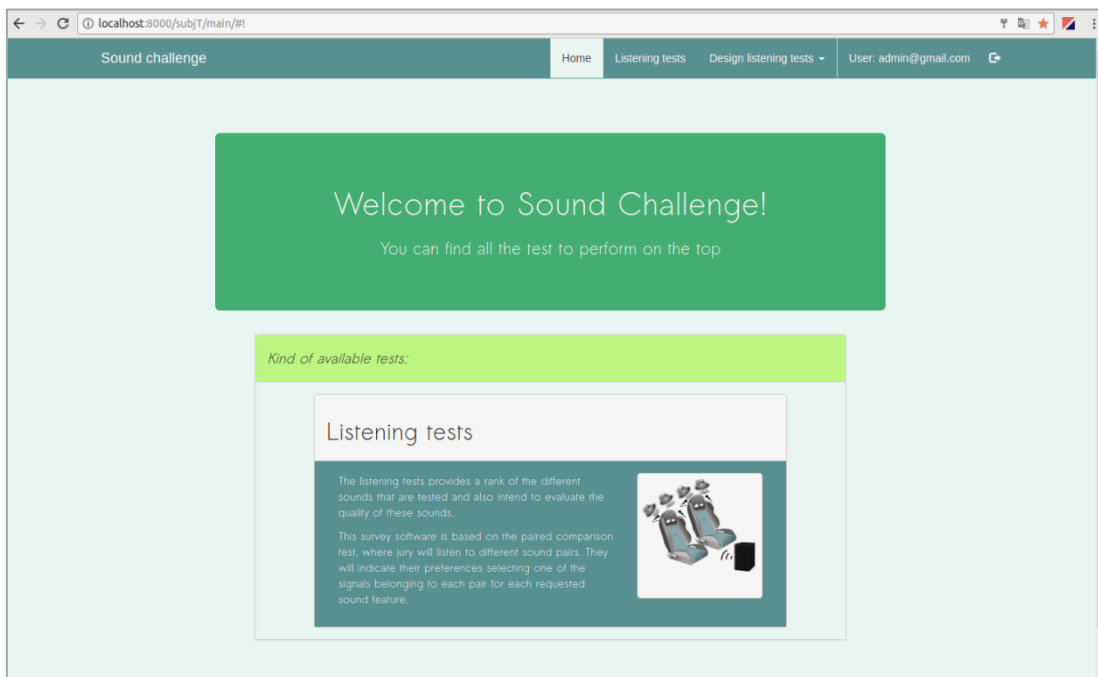 localhost:8000/subjT/main/#!
Sound challenge
Home
Listening tests
Design listening tests
User: admin@gmail.com
Welcome to Sound Challenge!
You can find all the test to perform on the top
Kind of available tests:
Listening tests
The listening tests provides a rank of the different
sounds that are tested and also intend to evaluate the
quality of these sounds.
This survey software is based on the paired comparison
test, where jury will listen to different sound pairs. They
will indicate their preferences selecting one of the
signals belonging to each pair for each requested
sound feature.